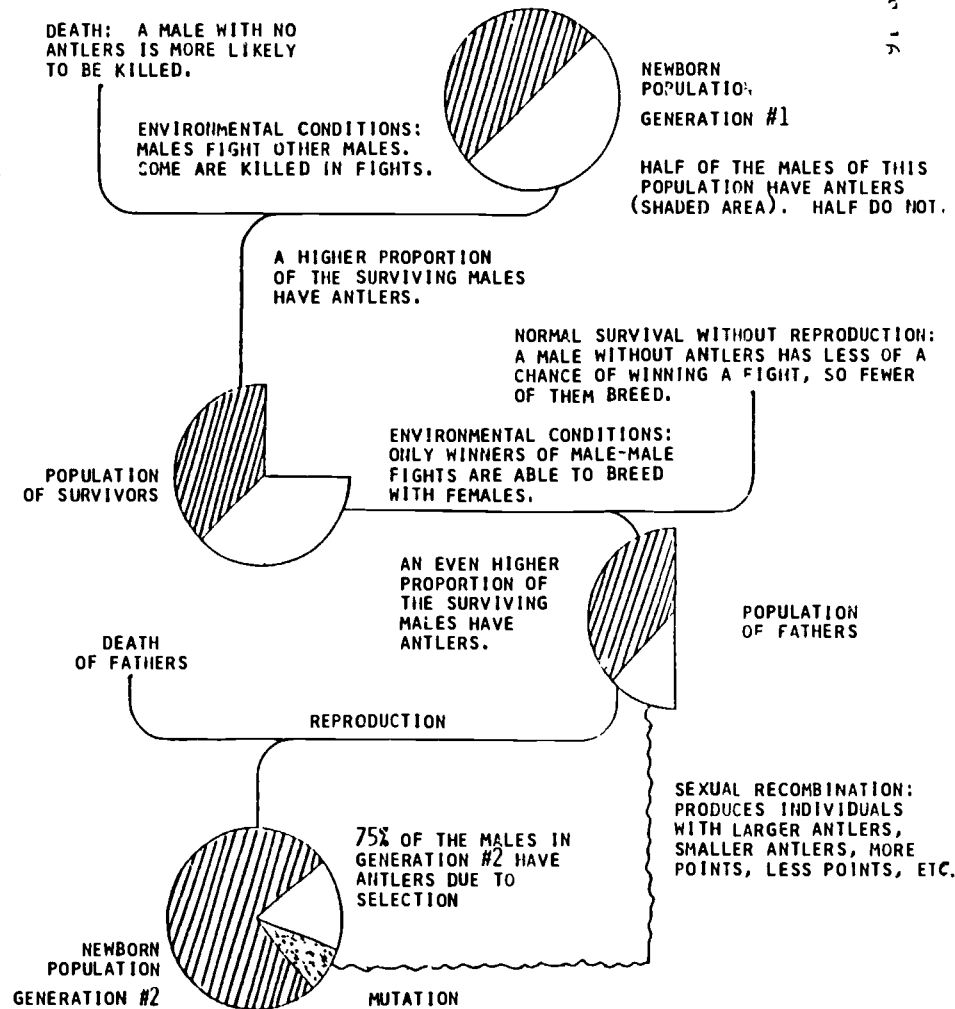 DEATH: A MALE WITH NO
ANTLERS IS MORE LIKELY
TO BE KILLED.
NEWBORN
POPULATION
GENERATION #1
ENVIRONMENTAL CONDITIONS:
MALES FIGHT OTHER MALES.
SOME ARE KILLED IN FIGHTS.
HALF OF THE MALES OF THIS
POPULATION HAVE ANTLERS
(SHADED AREA). HALF DO NOT.
A HIGHER PROPORTION
OF THE SURVIVING MALES
HAVE ANTLERS.
NORMAL SURVIVAL WITHOUT REPRODUCTION:
A MALE WITHOUT ANTLERS HAS LESS OF A
CHANCE OF WINNING A FIGHT, SO FEWER
OF THEM BREED.
ENVIRONMENTAL CONDITIONS:
ONLY WINNERS OF MALE-MALE
FIGHTS ARE ABLE TO BREED
WITH FEMALES.
POPULATION
OF SURVIVORS
AN EVEN HIGHER
PROPORTION OF
THE SURVIVING
MALES HAVE
ANTLERS.
POPULATION
OF FATHERS
DEATH
OF FATHERS
REPRODUCTION
SEXUAL RECOMBINATION:
PRODUCES INDIVIDUALS
WITH LARGER ANTLERS,
SMALLER ANTLERS, MORE
POINTS, LESS POINTS, ETC.
75% OF THE MALES IN
GENERATION #2 HAVE
ANTLERS DUE TO
SELECTION
NEWBORN
POPULATION
GENERATION #2
MUTATION